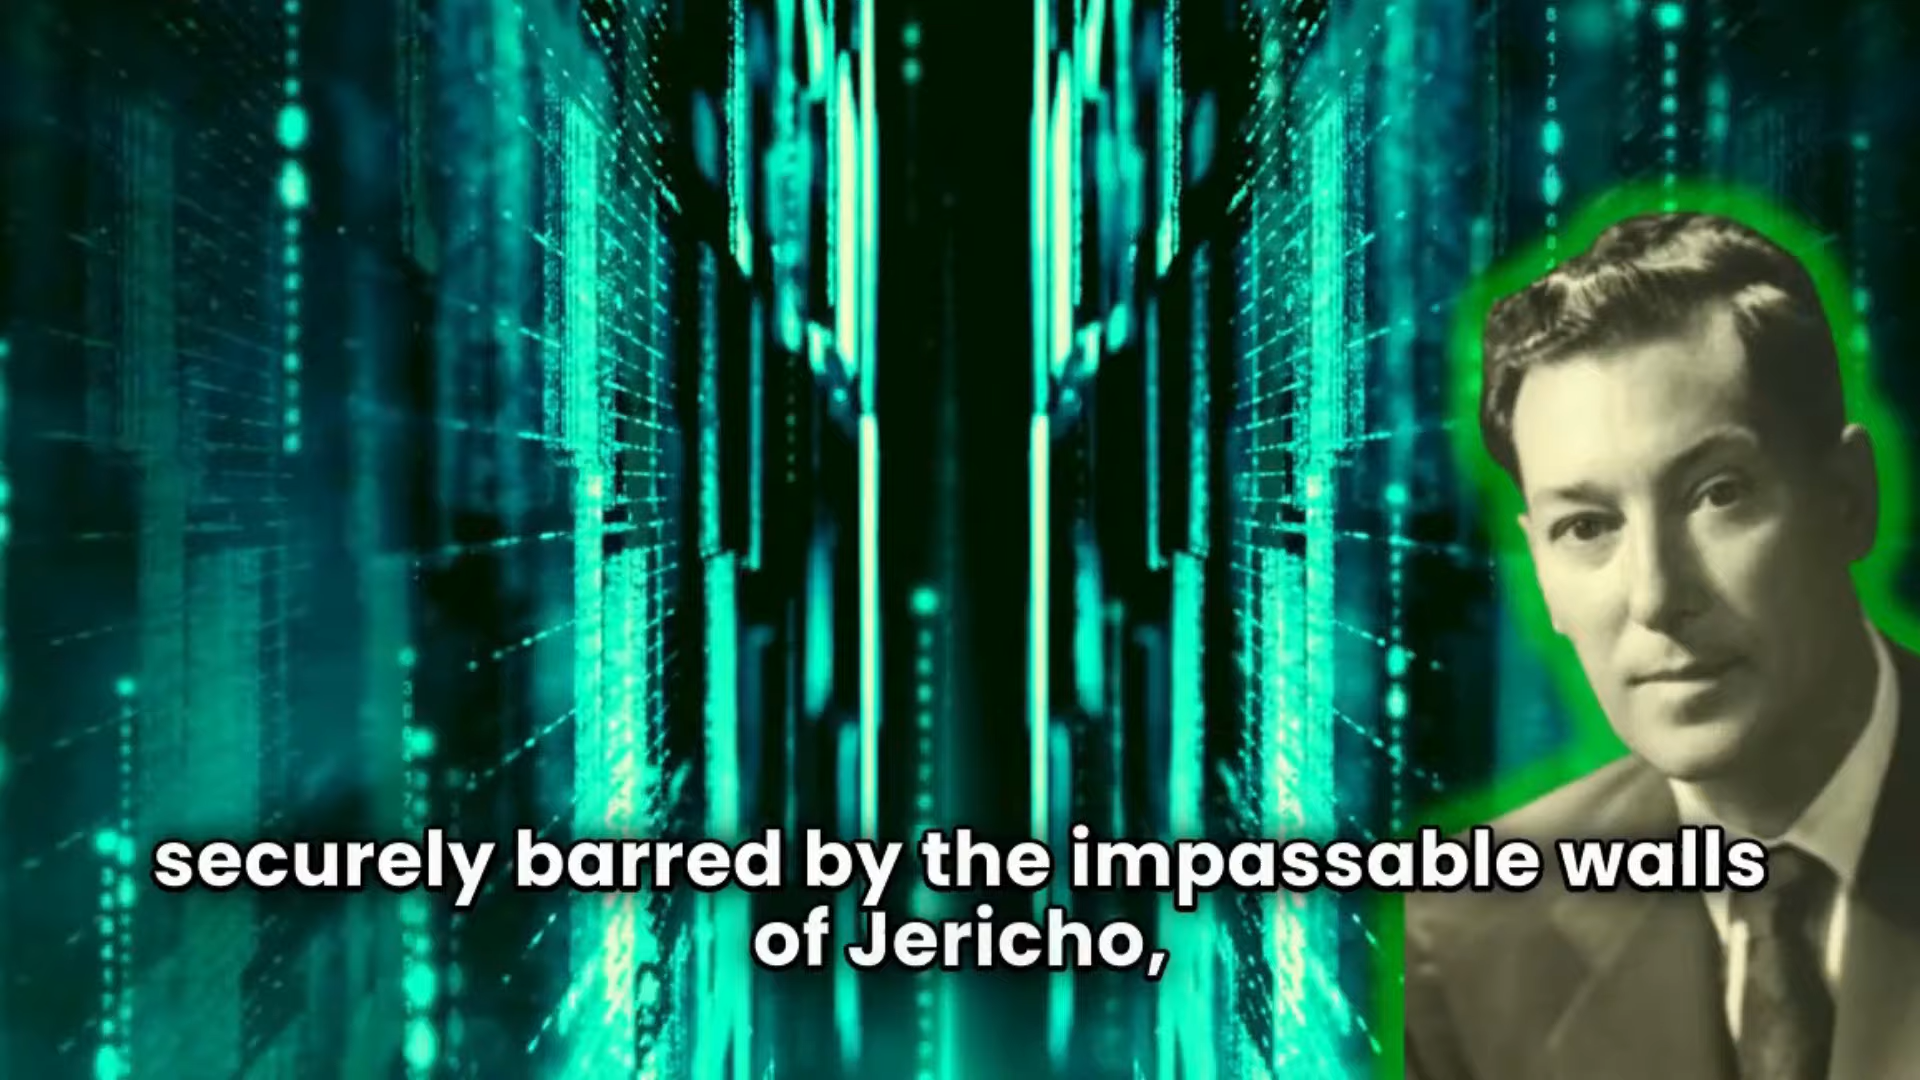 securely barred by the impassable walls
of Jericho,